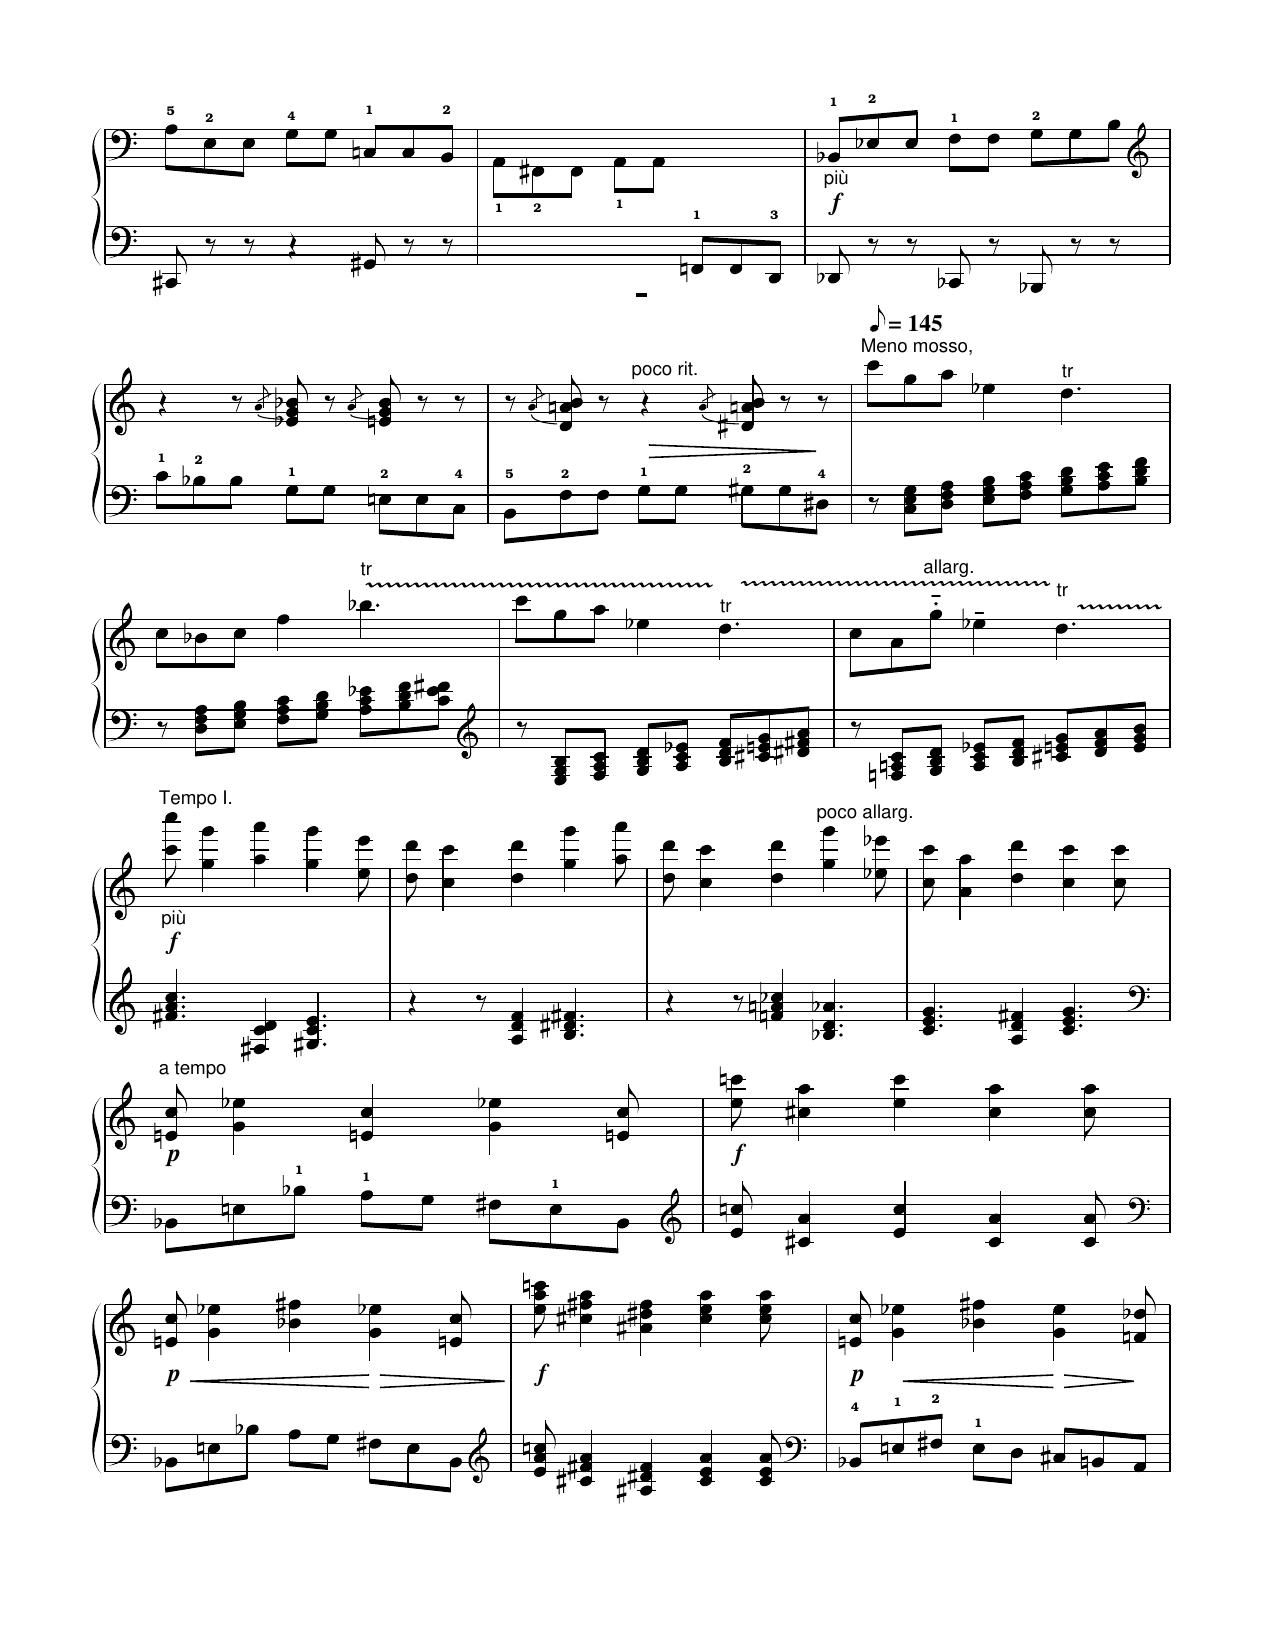 5 2 4 1 2 1 2 1 2
1 2 1 1 3
più
f
= 145
Meno mosso,
poco rit. tr
1 2 1 2 4 5 2 1 2 4
allarg.
tr tr tr
Tempo I.
poco allarg.
più
f
a tempo
p f
1 1 1
p f p
4 1 2 1